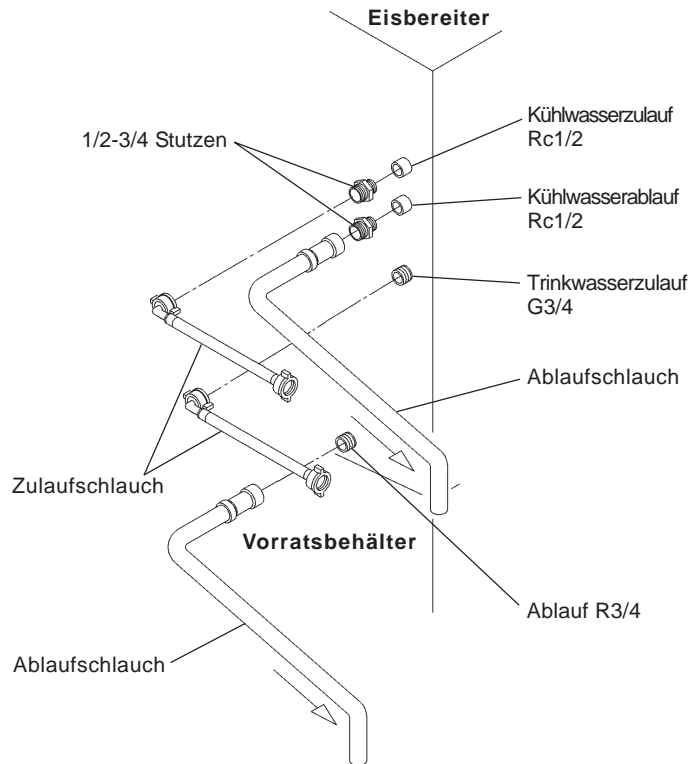 Eisbereiter
Kühlwasserzulauf
Rc1/2
1/2-3/4 Stutzen
Kühlwasserablauf
Rc1/2
Trinkwasserzulauf
G3/4
Ablaufschlauch
Zulaufschlauch
Vorratsbehälter
Ablauf R3/4
Ablaufschlauch